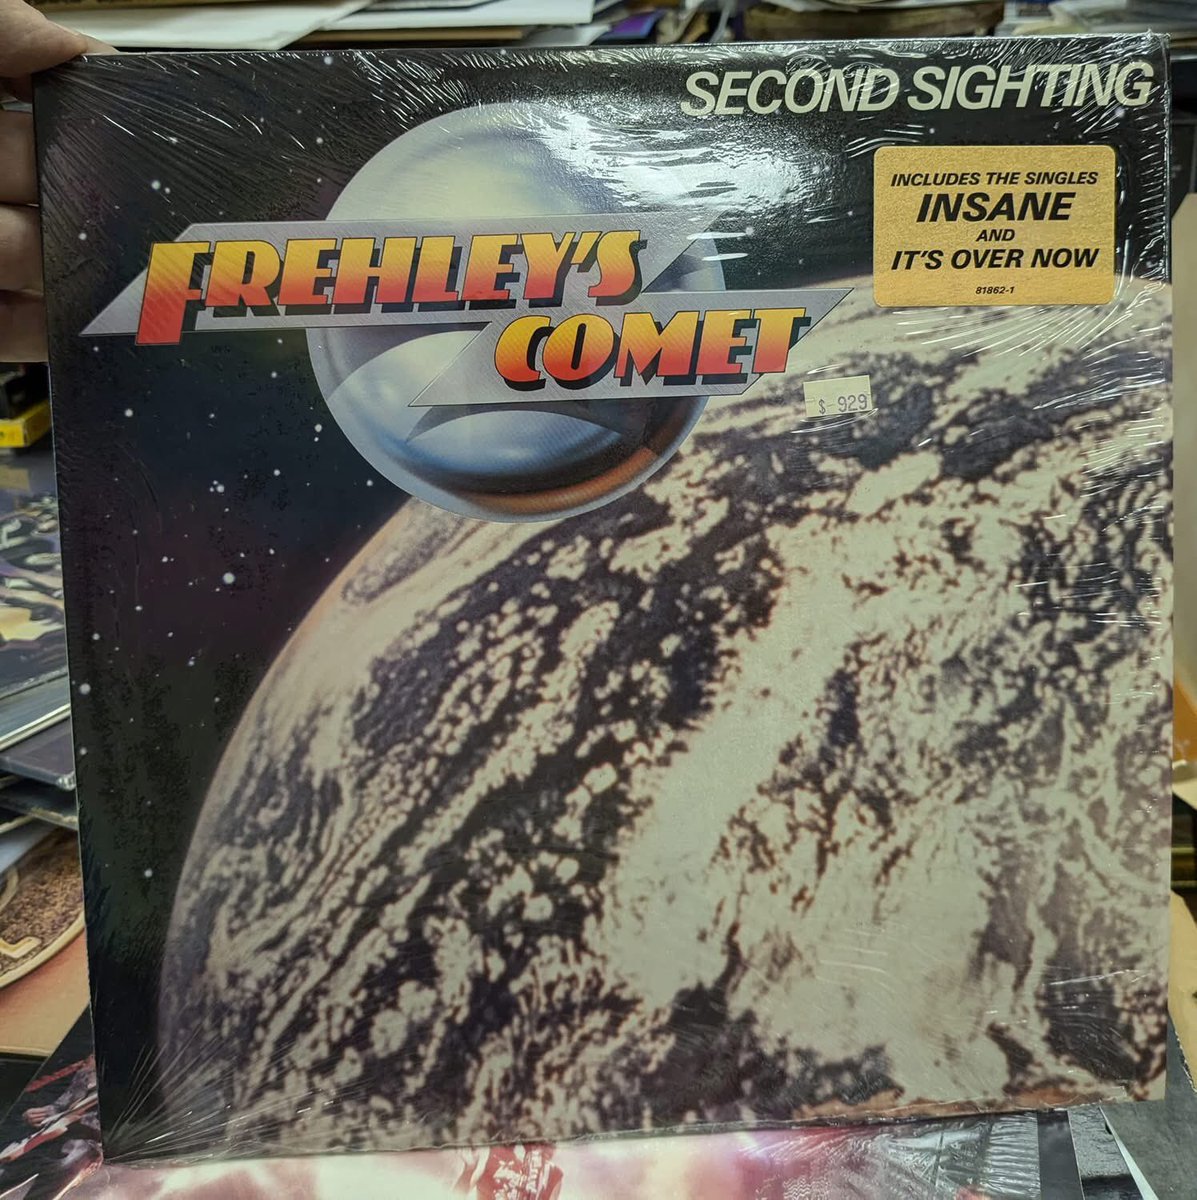 SECOND SIGHTING
INCLUDES THE SINGLES
INSANE
AND
IT'S OVER NOW
81862-1
FREHLEY'S
COMET
$ 929